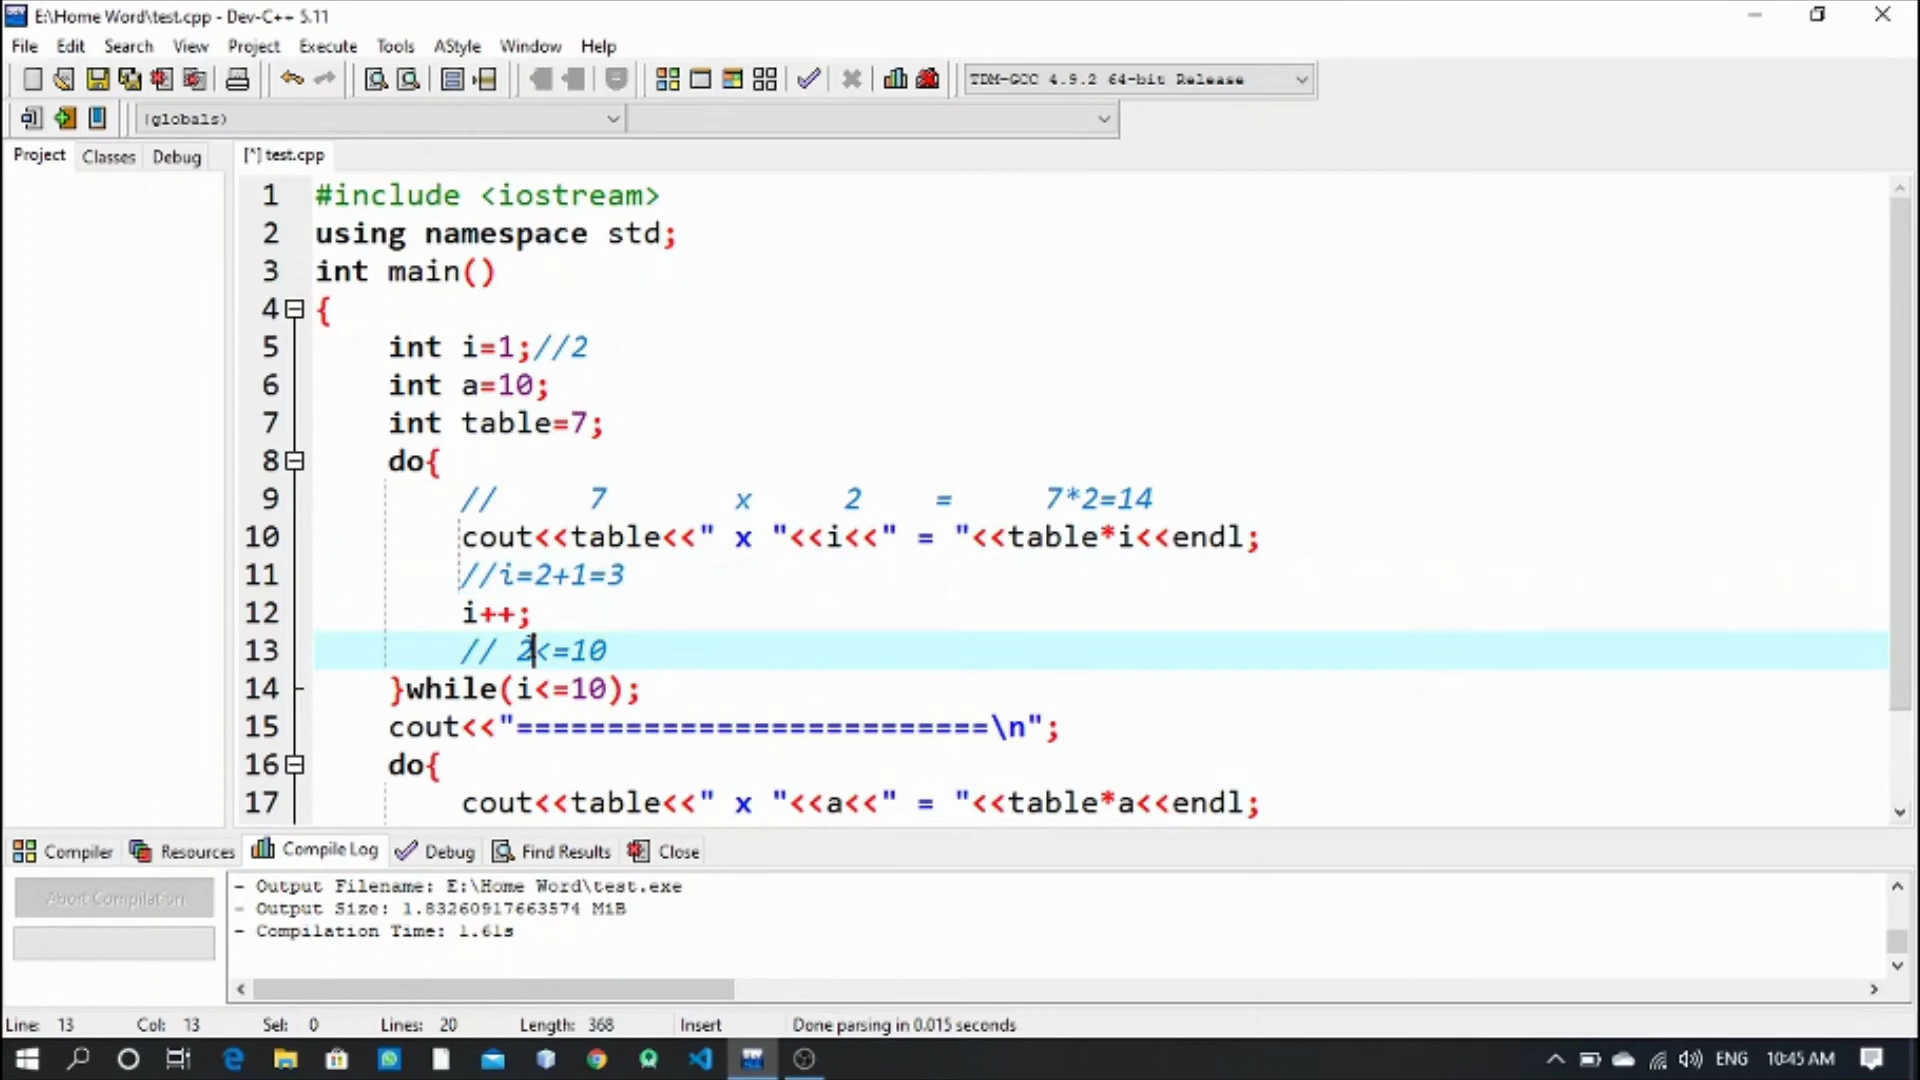 E:\Home Word\test.cpp - Dev-C++ 5.11
File Edit Search View Project Execute Tools AStyle Window Help
TDM-GCC 4.9.2 64-bit Release
(globals)
Project Classes Debug [*] test.cpp
1 #include <iostream>
2 using namespace std;
3 int main()
4 {
5 int i=1;//2
6 int a=10;
7 int table=7;
8 do{
9 // 7 x 2 = 7*2=14
10 cout<<table<<" x "<<i<<" = "<<table*i<<endl;
11 //i=2+1=3
12 i++;
13 // 2<=10
14 }while(i<=10);
15 cout<<"==========================\n";
16 do{
17 cout<<table<<" x "<<a<<" = "<<table*a<<endl;
Compiler Resources Compile Log Debug Find Results Close
Abort Compilation
- Output Filename: E:\Home Word\test.exe
- Output Size: 1.83260917663574 MiB
- Compilation Time: 1.61s
Line: 13 Col: 13 Sel: 0 Lines: 20 Length: 368 Insert Done parsing in 0.015 seconds
ENG 10:45 AM